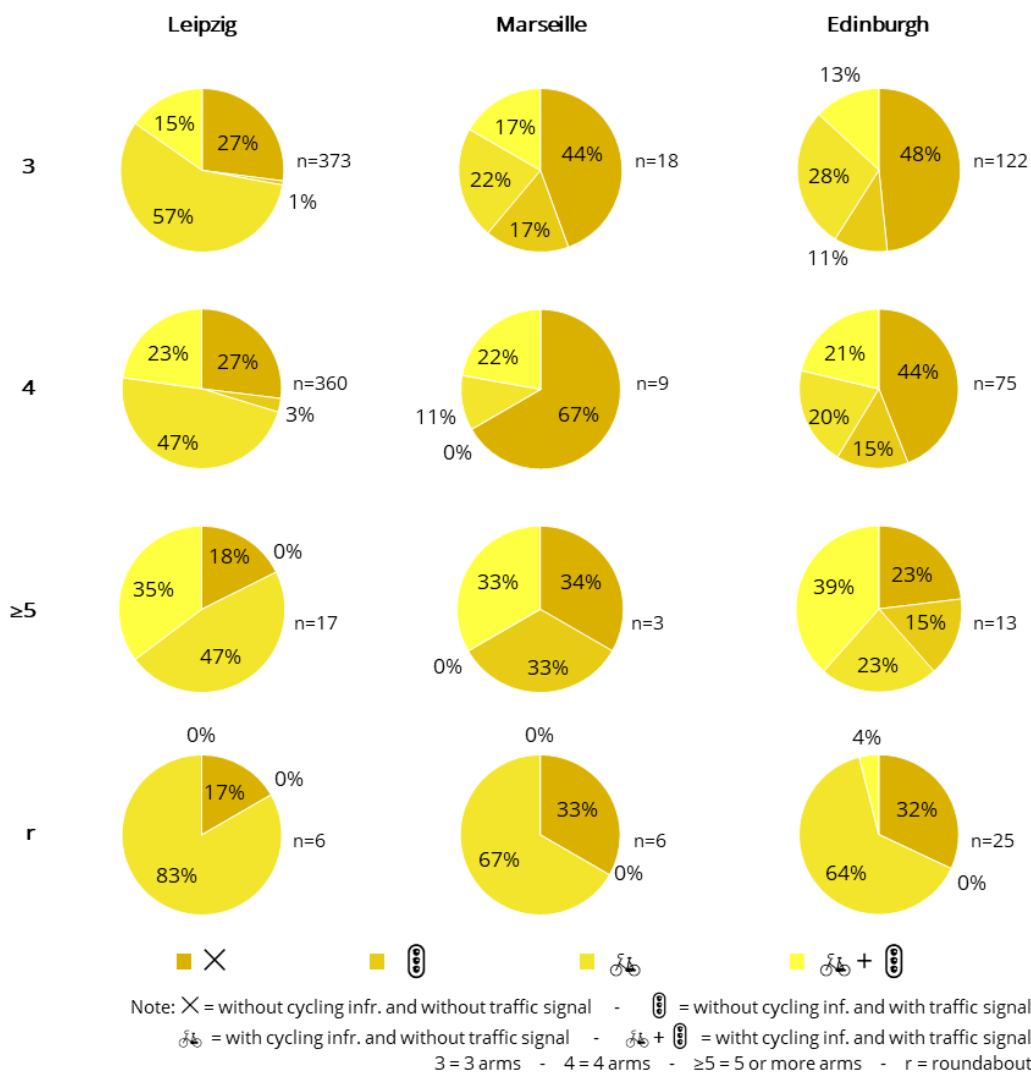 Leipzig Marseille Edinburgh
13%
15% 27% 17% 44% 48%
3 n=373 n=18 n=122
22% 28%
1%
57% 17%
11%
23% 27% 22% 21% 44%
4 n=360 n=9 n=75
3% 11% 67% 20%
47% 0% 15%
18% 0%
35% 33% 34% 39% 23%
≥5 n=17 n=3 n=13
47% 0% 33% 23% 15%
0% 0% 4%
17% 0% 33% 32%
r n=6 n=6 n=25
83% 67% 0% 64% 0%
+
Note: = without cycling infr. and without traffic signal - = without cycling inf. and with traffic signal
= with cycling infr. and without traffic signal - + = witht cycling inf. and with traffic signal
3 = 3 arms - 4 = 4 arms - ≥5 = 5 or more arms - r = roundabout